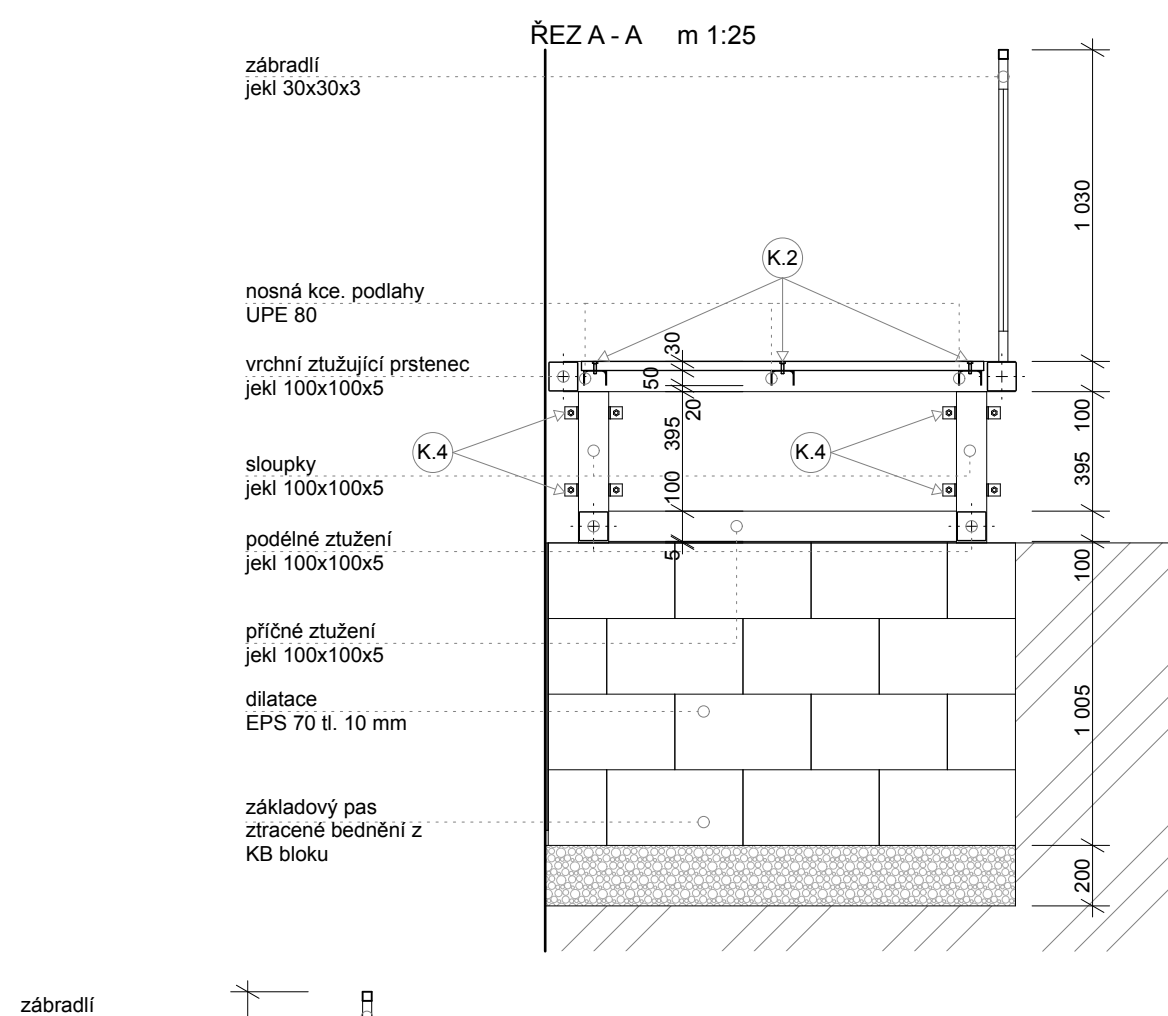 ŘEZ A - A m 1:25
zábradlí
jekl 30x30x3
1 030
K.2
nosná kce. podlahy
UPE 80
30
vrchní ztužující prstenec
jekl 100x100x5
50
20
100
395
K.4
K.4
sloupky
jekl 100x100x5
395
100
podélné ztužení
jekl 100x100x5
5
100
příčné ztužení
jekl 100x100x5
dilatace
EPS 70 tl. 10 mm
1 005
základový pas
ztracené bednění z
KB bloku
200
zábradlí